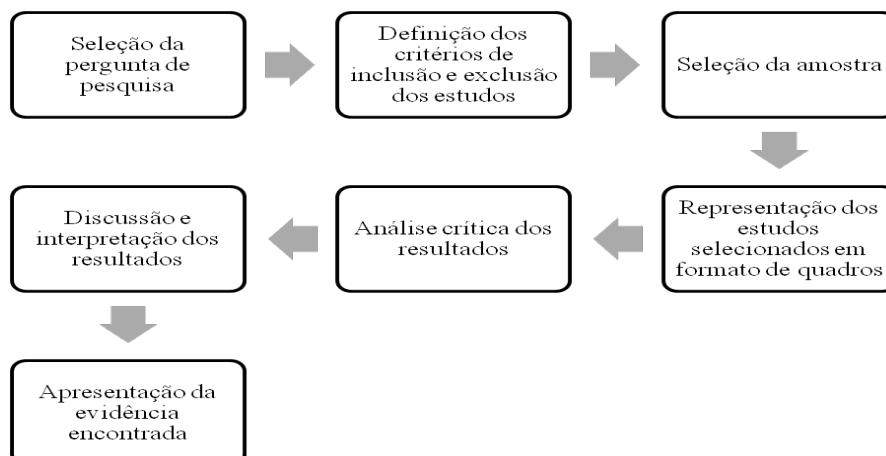 Seleção da
pergunta de
pesquisa
Definição dos
critérios de
inclusão e exclusão
dos estudos
Seleção da amostra
Representação dos
estudos
selecionados em
formato de quadros
Análise crítica dos
resultados
Discussão e
interpretação dos
resultados
Apresentação da
evidência
encontrada